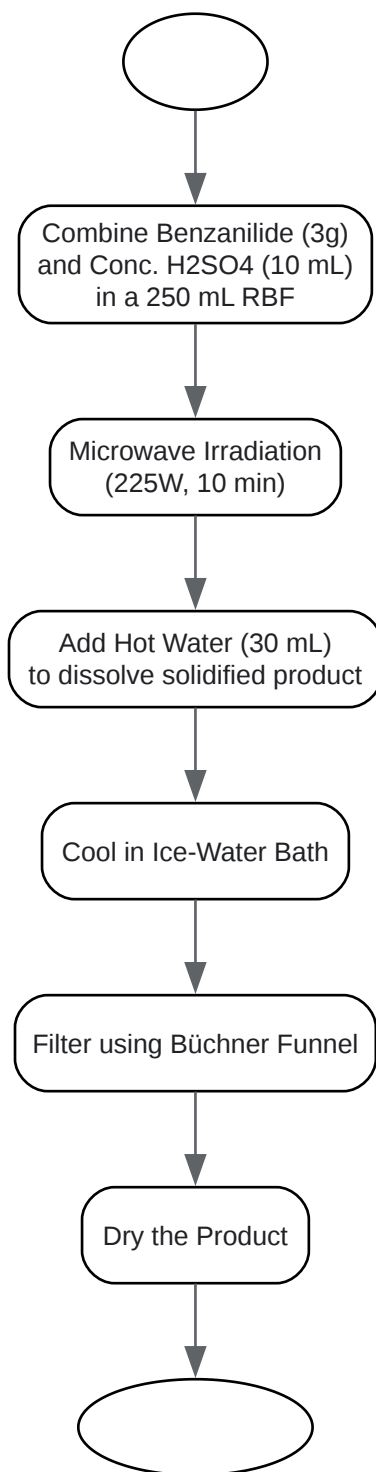 Combine Benzanilide (3g)
and Conc. H2SO4 (10 mL)
in a 250 mL RBF
Microwave Irradiation
(225W, 10 min)
Add Hot Water (30 mL)
to dissolve solidified product
Cool in Ice-Water Bath
Filter using Büchner Funnel
Dry the Product